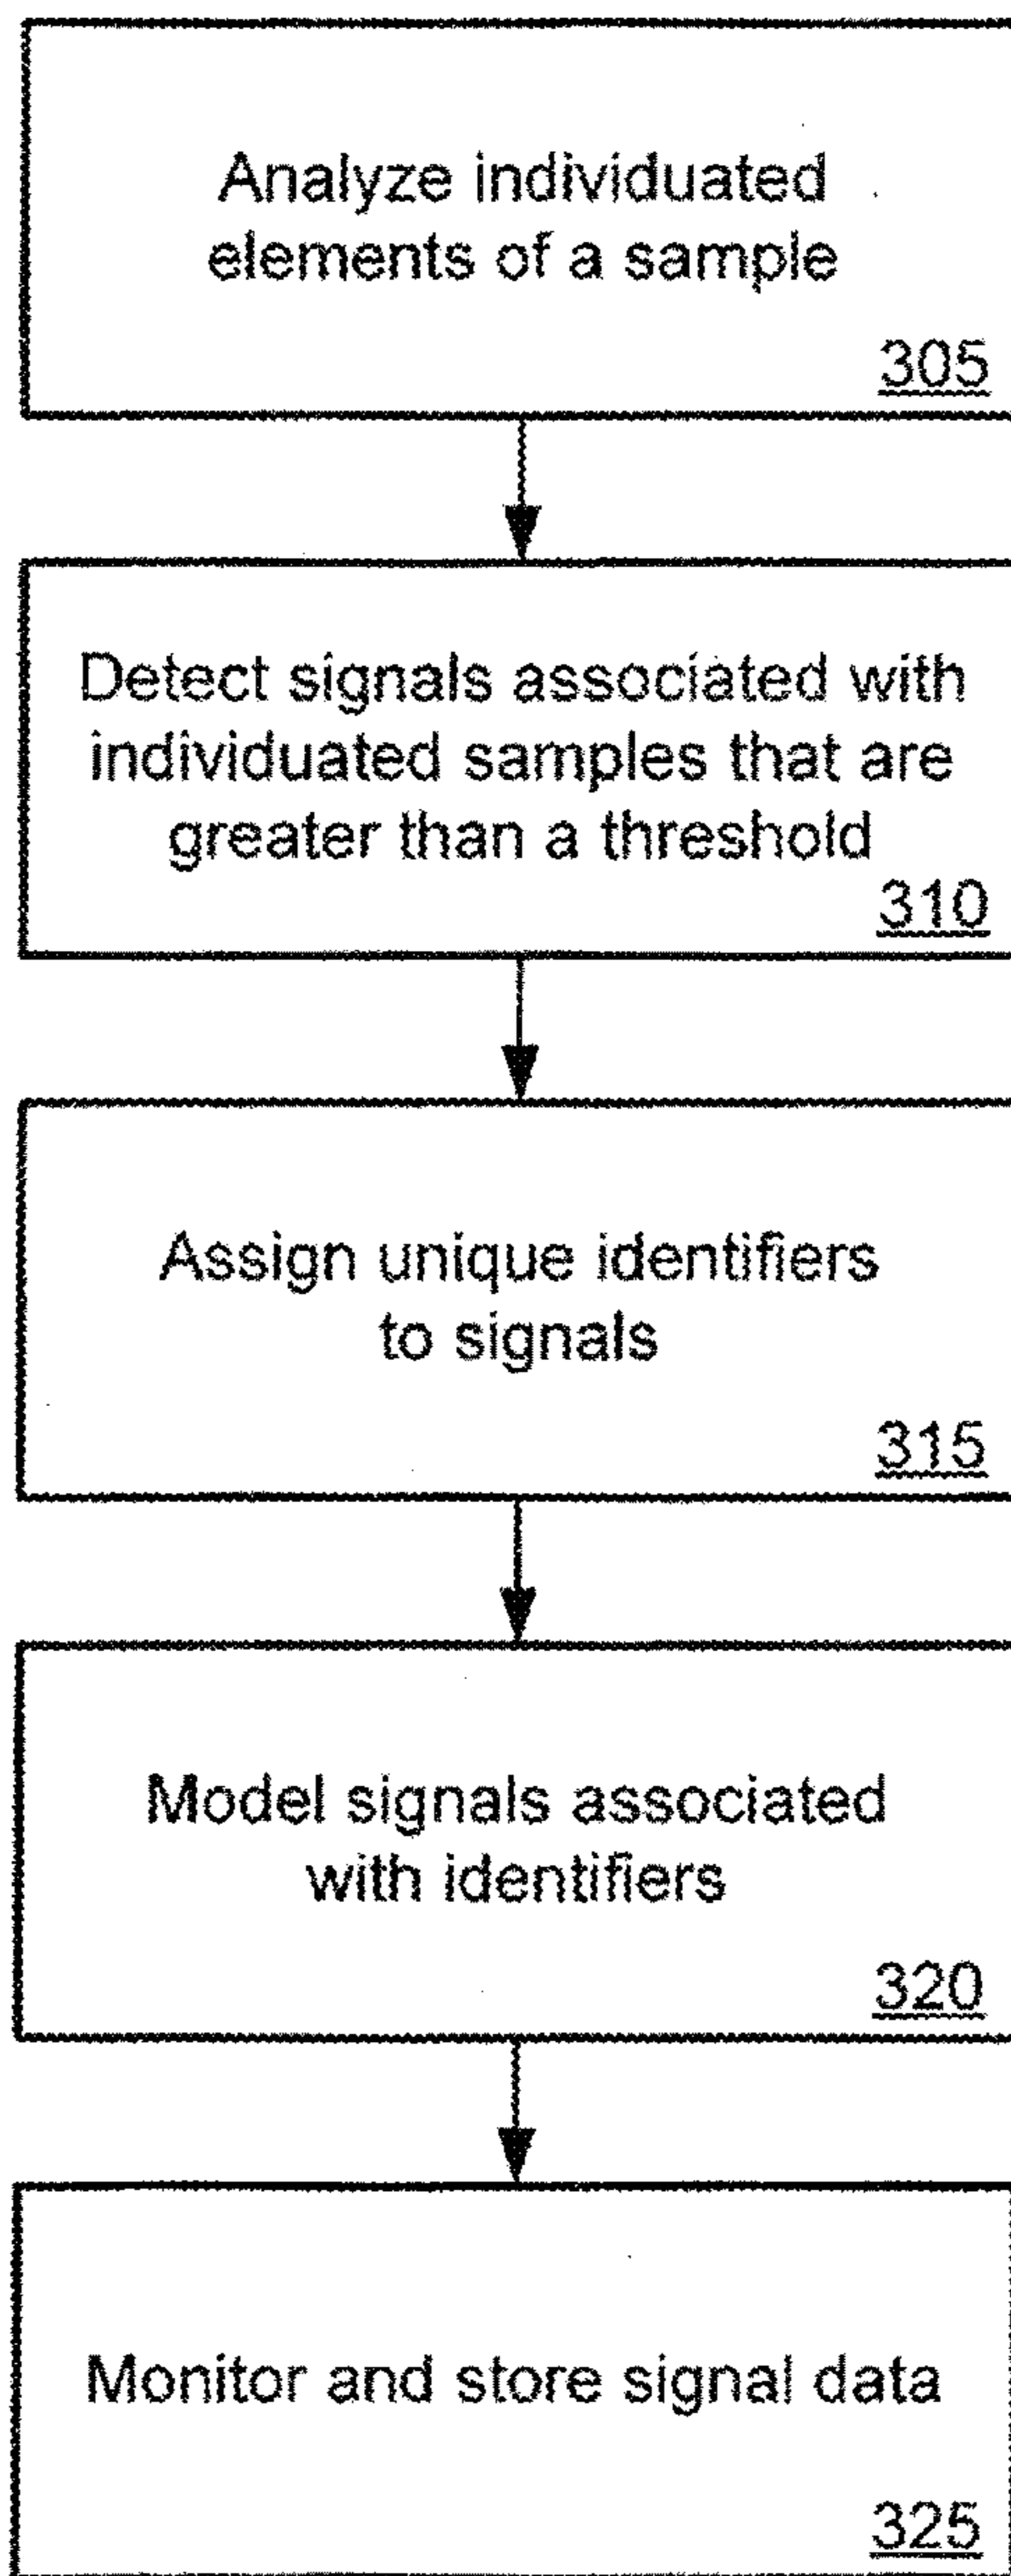 Analyze individuated
elements of a sample
305
Detect signals associated with
individuated samples that are
greater than a threshold
310
Assign unique identifiers
to signals
315
Model signals associated
with identifiers
320
Monitor and store signal data
325